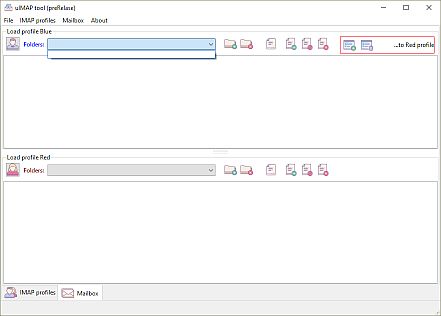 uIMAP tool (preRelase)
File IMAP profiles Mailbox About
Load profile Blue
Folders:
...to Red profile
Load profile Red
Folders:
IMAP profiles Mailbox